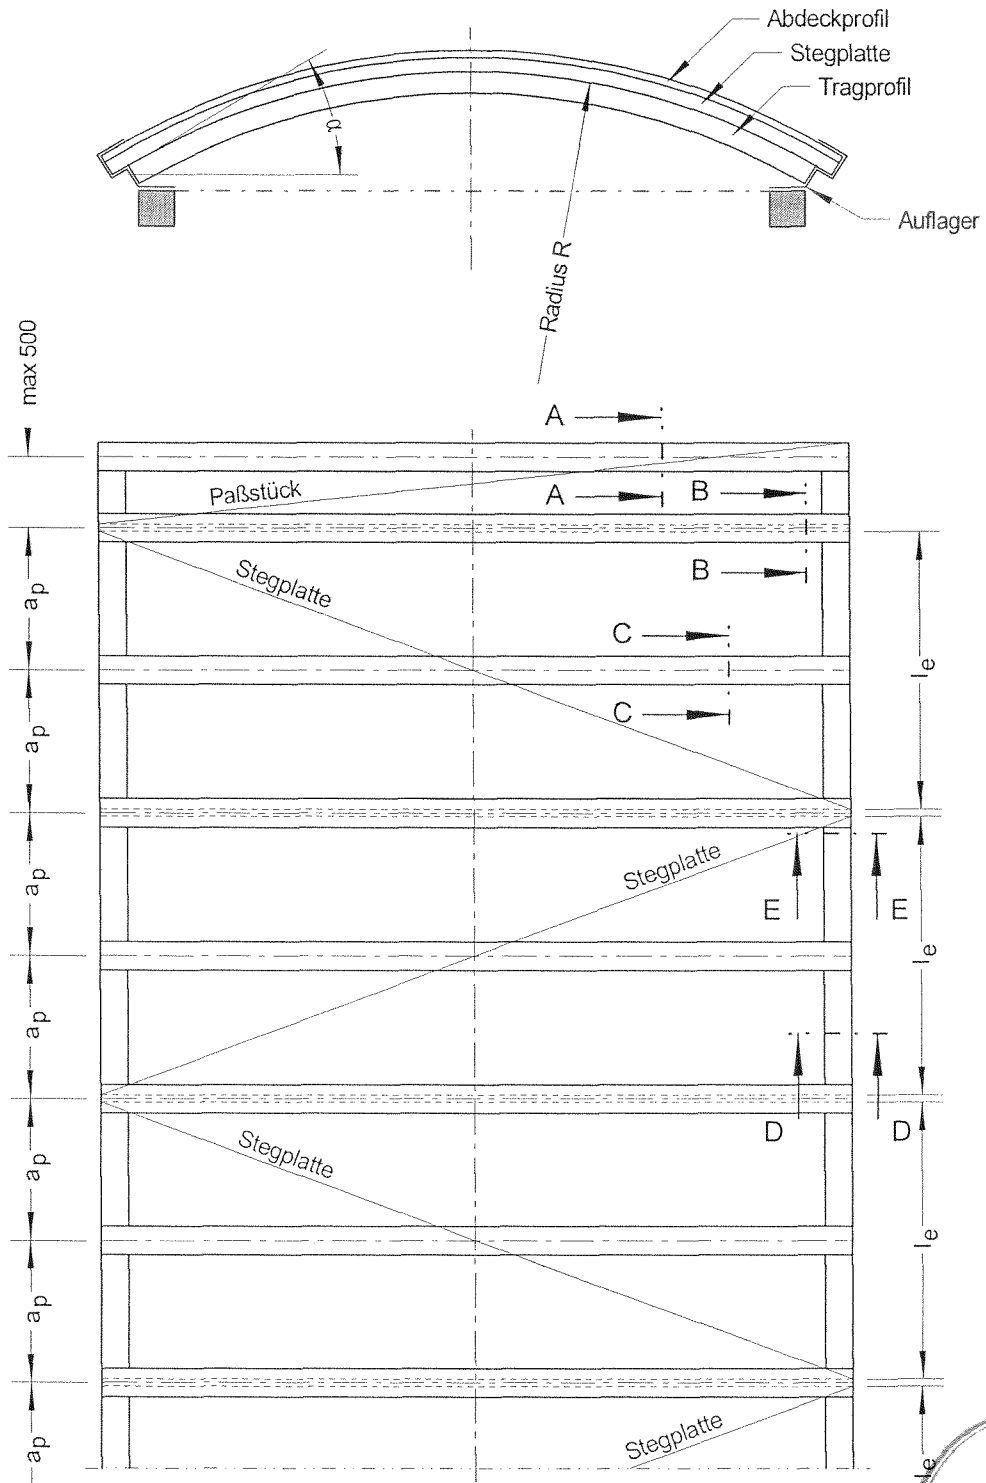 Abdeckprofil
Stegplatte
Tragprofil
α
Auflager
Radius R
max 500
A
A
B
Paßstück
B
Stegplatte
C
C
a_p
a_p
a_p
a_p
a_p
a_p
a_p
l_e
l_e
l_e
l_e
Stegplatte
E
E
D
D
Stegplatte
Stegplatte